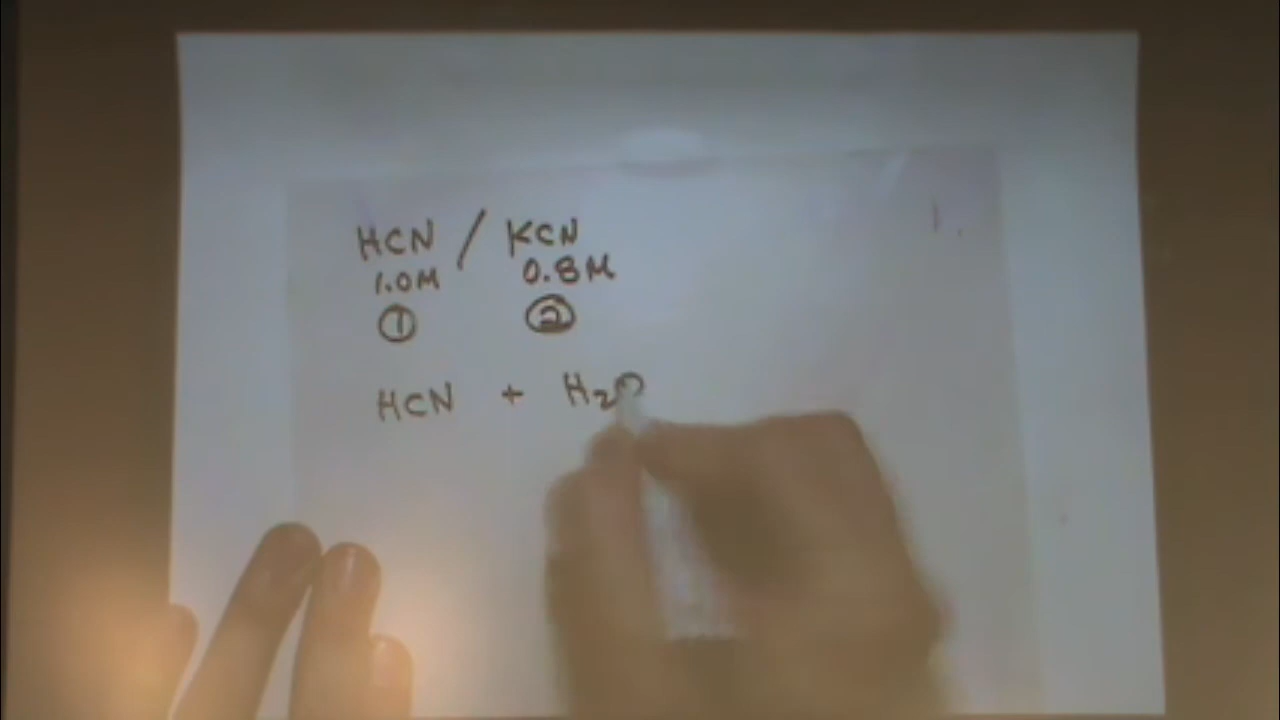 HCN / KCN
1.0M 0.8M
① ②
HCN + H₂O